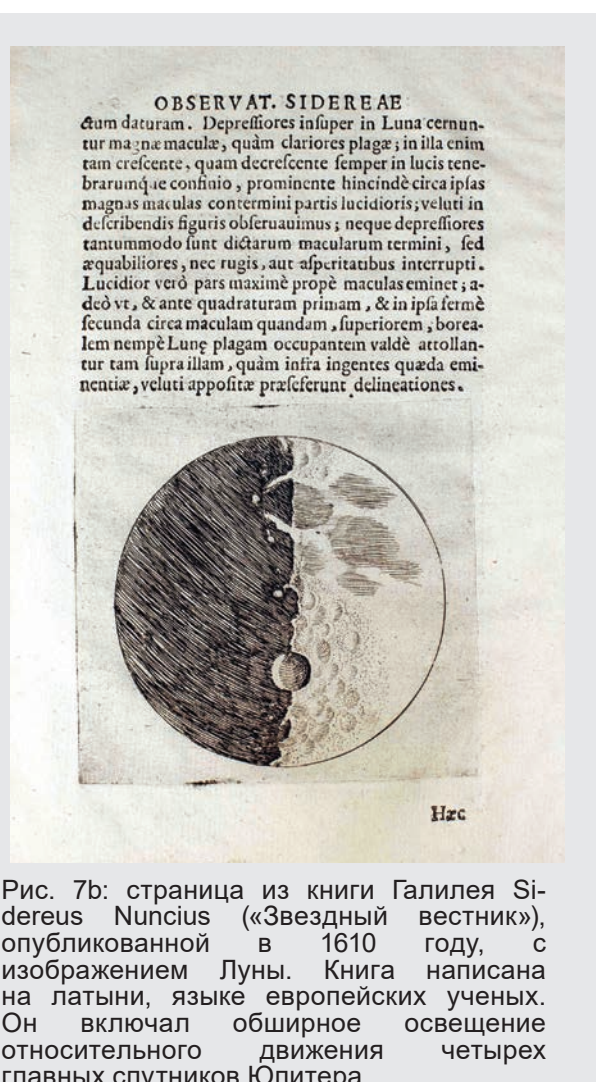 OBSERVAT. SIDEREAE
ctum daturam. Depreſſiores inſuper in Luna cernun-
tur magnæ maculæ, quàm clariores plagæ; in illa enim
tam creſcente, quam decreſcente ſemper in lucis tene-
brarumq́ue confinio, prominente hincindè circa ipſas
magnas maculas contermini partis lucidioris; veluti in
deſcribendis figuris obſeruauimus; neque depreſſiores
tantummodo ſunt dictarum macularum termini, ſed
æquabiliores, nec rugis, aut aſperitatibus interrupti.
Lucidior verò pars maximè propè maculas eminet; a-
deò vt, & ante quadraturam primam, & in ipſa fermè
ſecunda circa maculam quandam, ſuperiorem, borea-
lem nempè Lunę plagam occupantem valdè attollan-
tur tam ſupra illam, quàm infra ingentes quæda emi-
nentiæ, veluti appoſitæ præſeferunt delineationes.
Hæc
Рис. 7b: страница из книги Галилея Si-
dereus Nuncius («Звездный вестник»),
опубликованной в 1610 году, с
изображением Луны. Книга написана
на латыни, языке европейских ученых.
Он включал обширное освещение
относительного движения четырех
главных спутников Юпитера